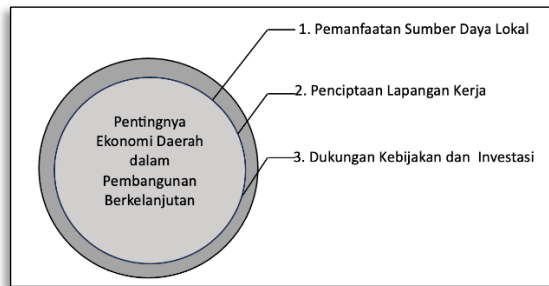 1. Pemanfaatan Sumber Daya Lokal
2. Penciptaan Lapangan Kerja
3. Dukungan Kebijakan dan Investasi
Pentingnya
Ekonomi Daerah
dalam
Pembangunan
Berkelanjutan